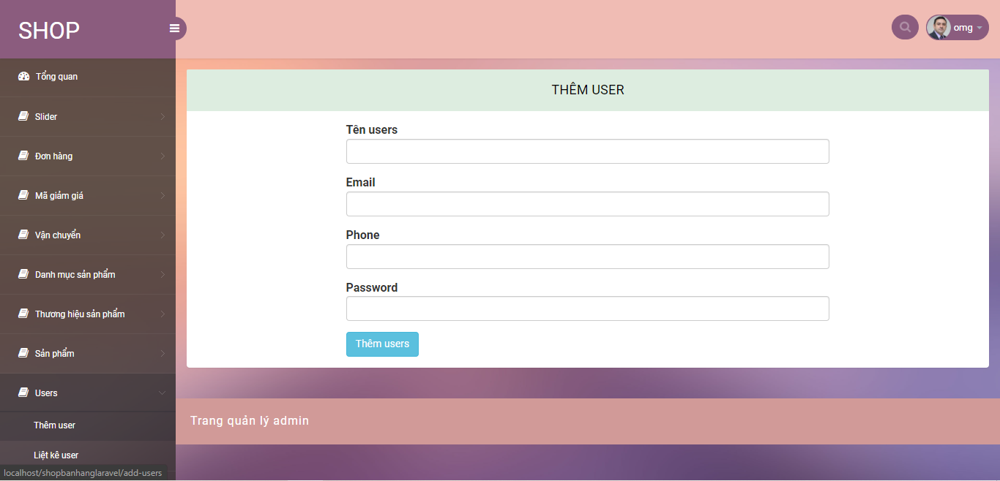 SHOP
omg
Tổng quan
Slider
Đơn hàng
Mã giảm giá
Vận chuyển
Danh mục sản phẩm
Thương hiệu sản phẩm
Sản phẩm
Users
Thêm user
Liệt kê user
localhost/shopbanhanglaravel/add-users
THÊM USER
Tên users
Email
Phone
Password
Thêm users
Trang quản lý admin